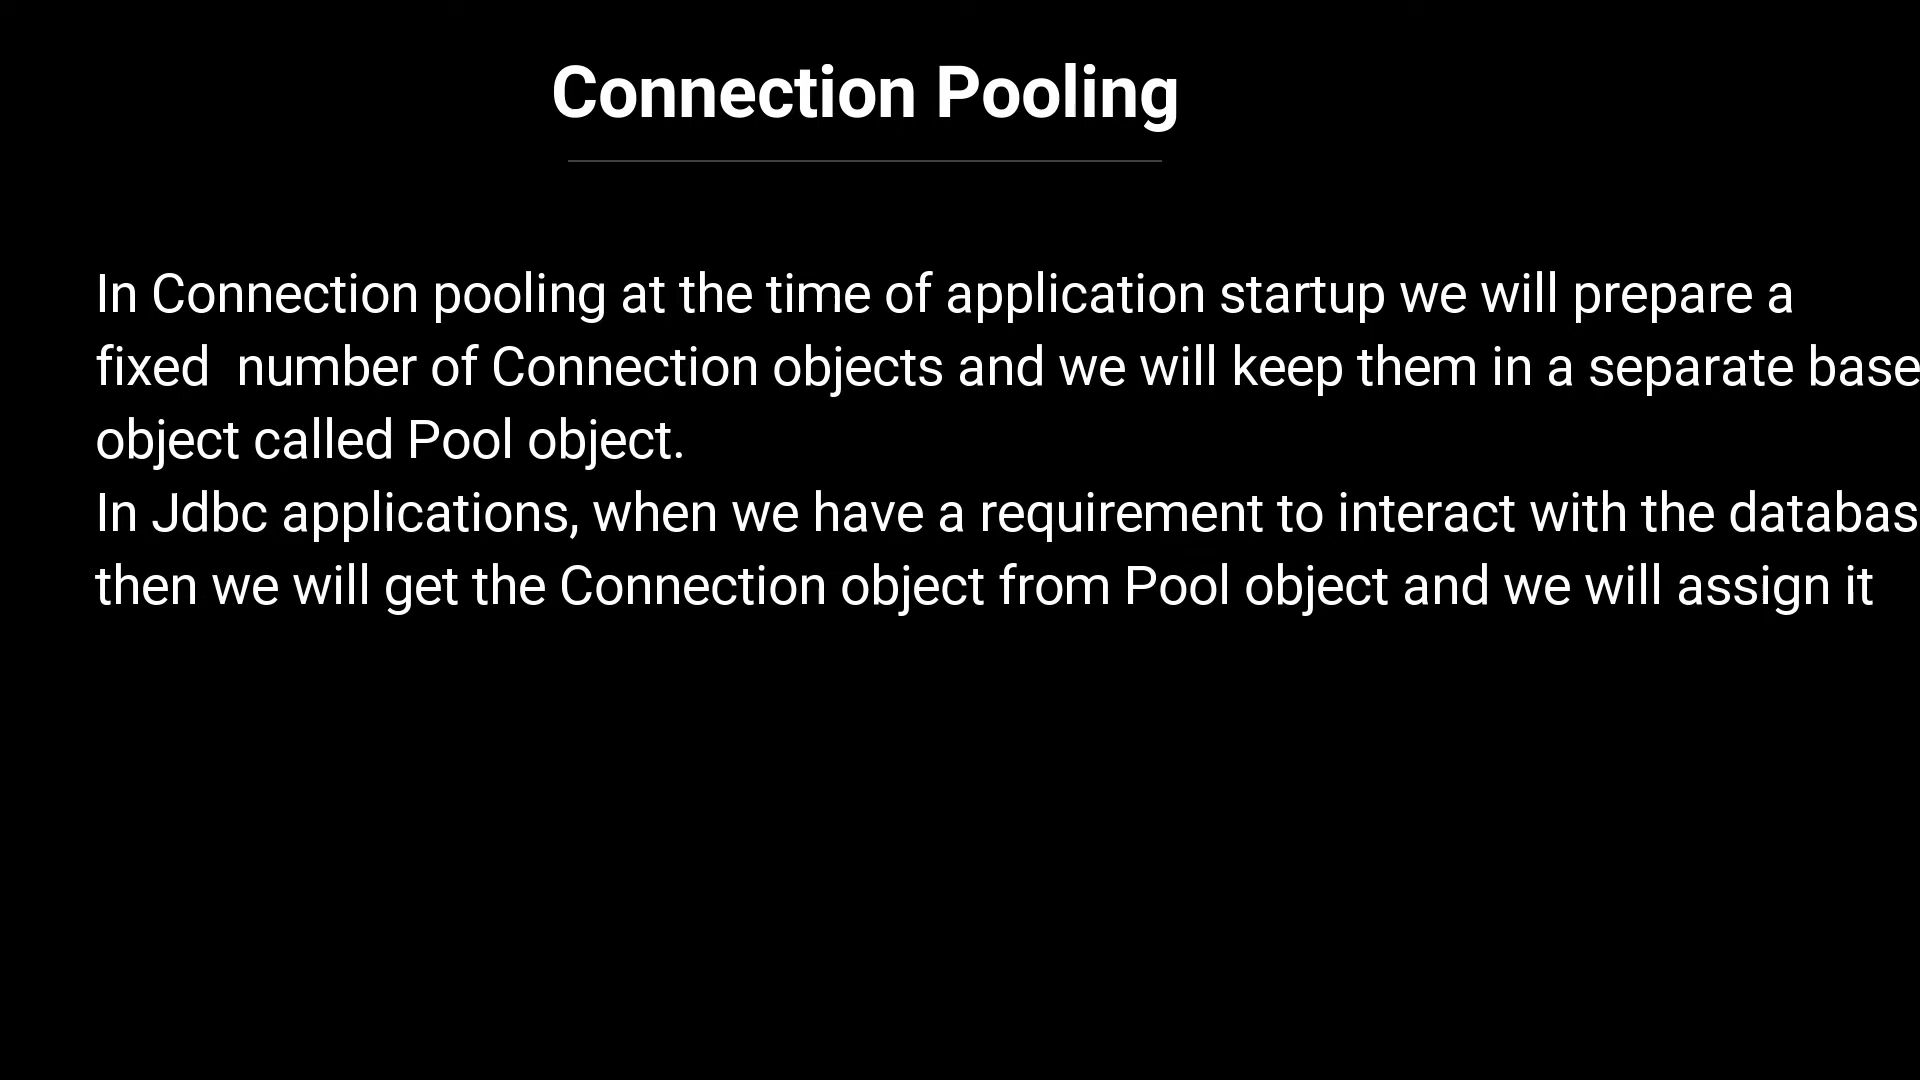 Connection Pooling
In Connection pooling at the time of application startup we will prepare a
fixed  number of Connection objects and we will keep them in a separate base
object called Pool object.
In Jdbc applications, when we have a requirement to interact with the databas
then we will get the Connection object from Pool object and we will assign it